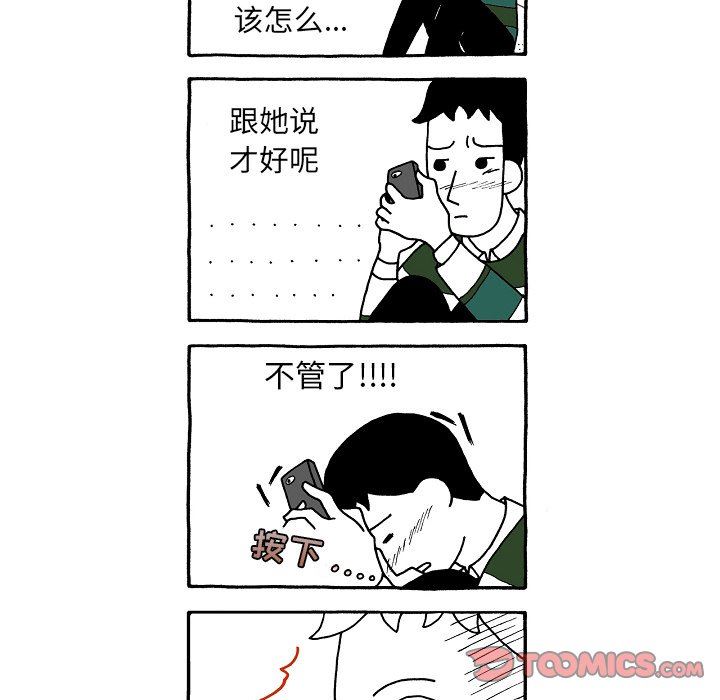 该怎么...
跟她说
才好呢
. . . . . . . .
. . . . . . . .
. . . . . . .
不管了!!!!
按下....
TOOMICS.com